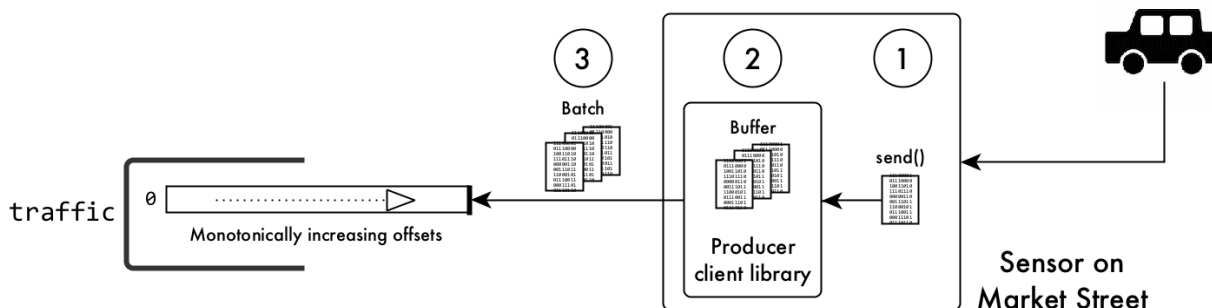 3
2
1
Batch
Buffer
send()
traffic
0
Monotonically increasing offsets
Producer
client library
Sensor on
Market Street